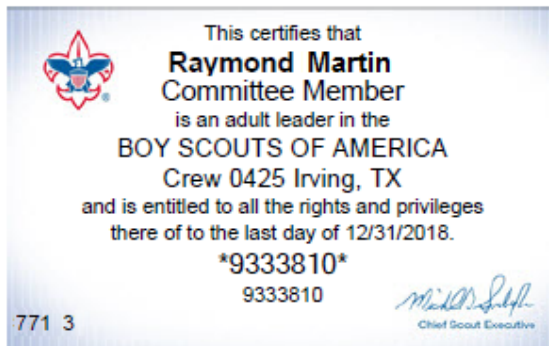 This certifies that
Raymond Martin
Committee Member
is an adult leader in the
BOY SCOUTS OF AMERICA
Crew 0425 Irving, TX
and is entitled to all the rights and privileges
there of to the last day of 12/31/2018.
*9333810*
9333810
771 3
Chief Scout Executive